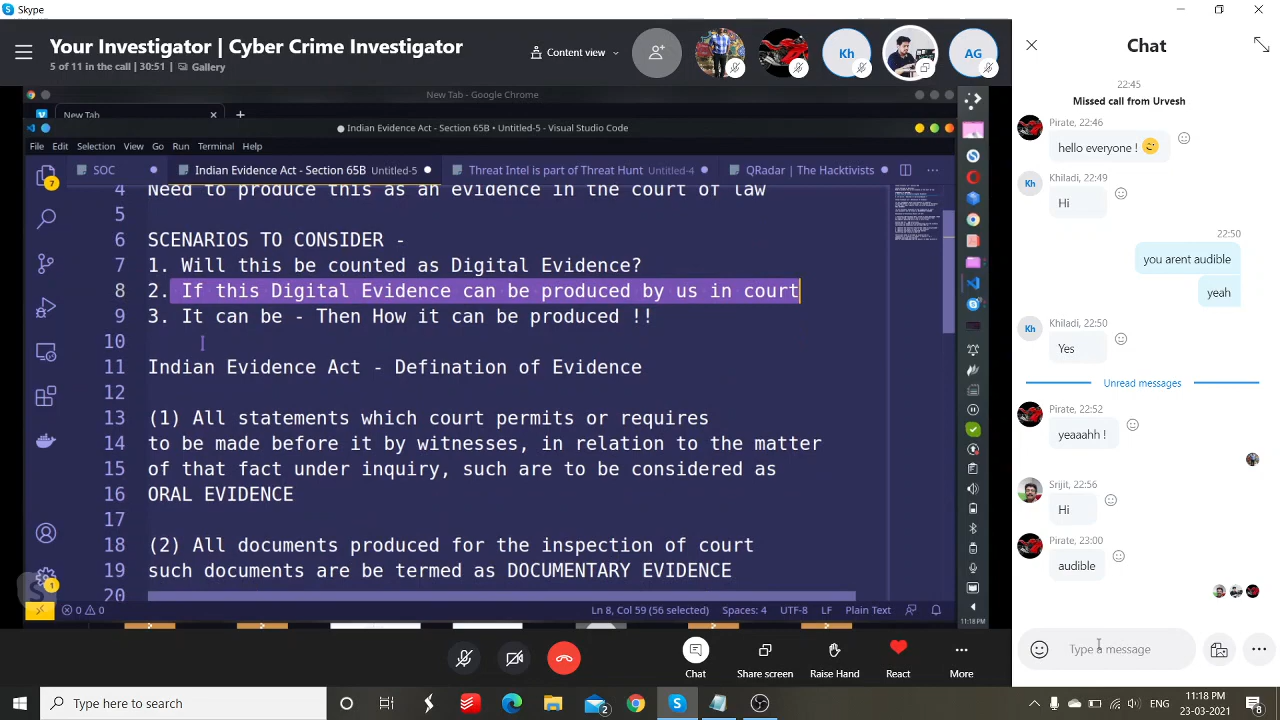 Skype
Your Investigator | Cyber Crime Investigator
5 of 11 in the call | 30:51 | Gallery
Content view
Kh
AG
New Tab - Google Chrome
New Tab
Indian Evidence Act - Section 65B • Untitled-5 - Visual Studio Code
File Edit Selection View Go Run Terminal Help
SOC
Indian Evidence Act - Section 65B Untitled-5
Threat Intel is part of Threat Hunt Untitled-4
QRadar | The Hacktivists
7
4 Need to produce this as an evidence in the court of law
5
6 SCENARIOS TO CONSIDER -
7 1. Will this be counted as Digital Evidence?
8 2. If this Digital Evidence can be produced by us in court
9 3. It can be - Then How it can be produced !!
10
11 Indian Evidence Act - Defination of Evidence
12
13 (1) All statements which court permits or requires
14 to be made before it by witnesses, in relation to the matter
15 of that fact under inquiry, such are to be considered as
16 ORAL EVIDENCE
17
18 (2) All documents produced for the inspection of court
19 such documents are be termed as DOCUMENTARY EVIDENCE
20
1
0 0
Ln 8, Col 59 (56 selected) Spaces: 4 UTF-8 LF Plain Text
11:18 PM
Chat
Share screen
Raise Hand
React
More
Chat
22:45
Missed call from Urvesh
Pirate, 22:46
hello everyone !
Khiladi, 22:49
Kh
Hi
22:50
you arent audible
yeah
Khiladi, 22:50
Kh
Yes
Unread messages
Pirate, 22:52
yeaaahh !
Srijit, 22:56
Hi
Pirate, 23:00
audible
Type a message
Type here to search
2
11:18 PM
23-03-2021
8